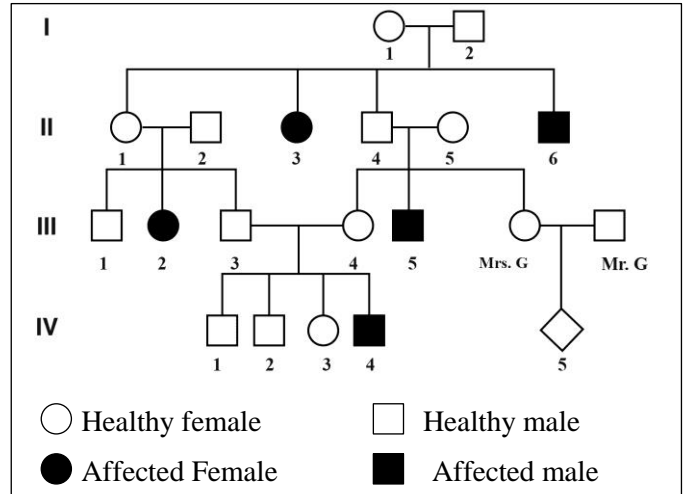 I
1 2
II
1 2 3 4 5 6
III
1 2 3 4 5 Mrs. G Mr. G
IV
1 2 3 4 5
Healthy female Healthy male
Affected Female Affected male